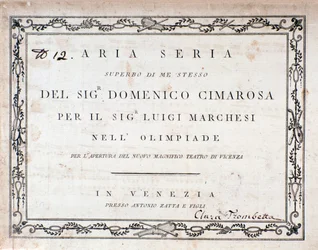 12.
ARIA SERIA
SUPERBO DI ME STESSO
DEL SIG.R DOMENICO CIMAROSA
PER IL SIG.R LUIGI MARCHESI
NELL' OLIMPIADE
PER L'APERTURA DEL NUOVO MAGNIFICO TEATRO DI VICENZA
IN VENEZIA
PRESSO ANTONIO ZATTA E FIGLI
Trombetta